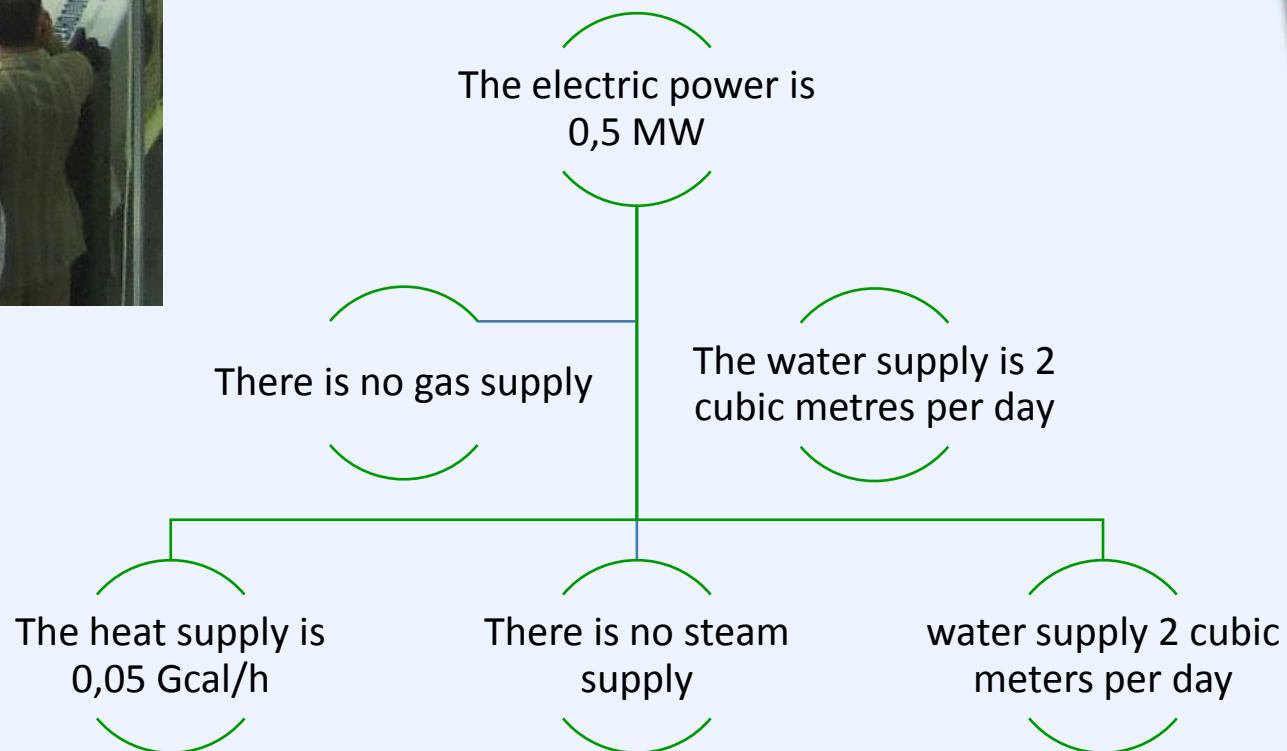 The electric power is
0,5 MW
There is no gas supply
The water supply is 2
cubic metres per day
The heat supply is
0,05 Gcal/h
There is no steam
supply
water supply 2 cubic
meters per day